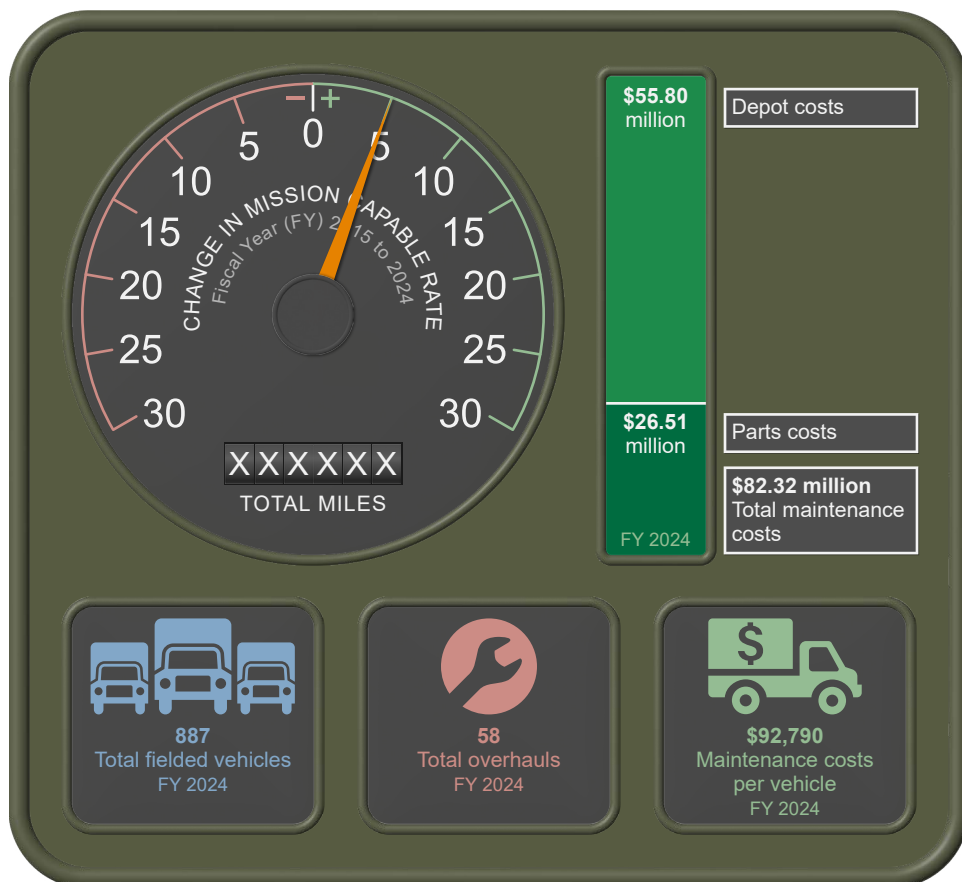 − +
0
5
5
10
10
15
15
20
20
25
25
30
30
CHANGE IN MISSION CAPABLE RATE
Fiscal Year (FY) 2015 to 2024
XXXXXX
TOTAL MILES
$55.80
million
Depot costs
$26.51
million
Parts costs
$82.32 million
Total maintenance
costs
FY 2024
887
Total fielded vehicles
FY 2024
58
Total overhauls
FY 2024
$
$92,790
Maintenance costs
per vehicle
FY 2024